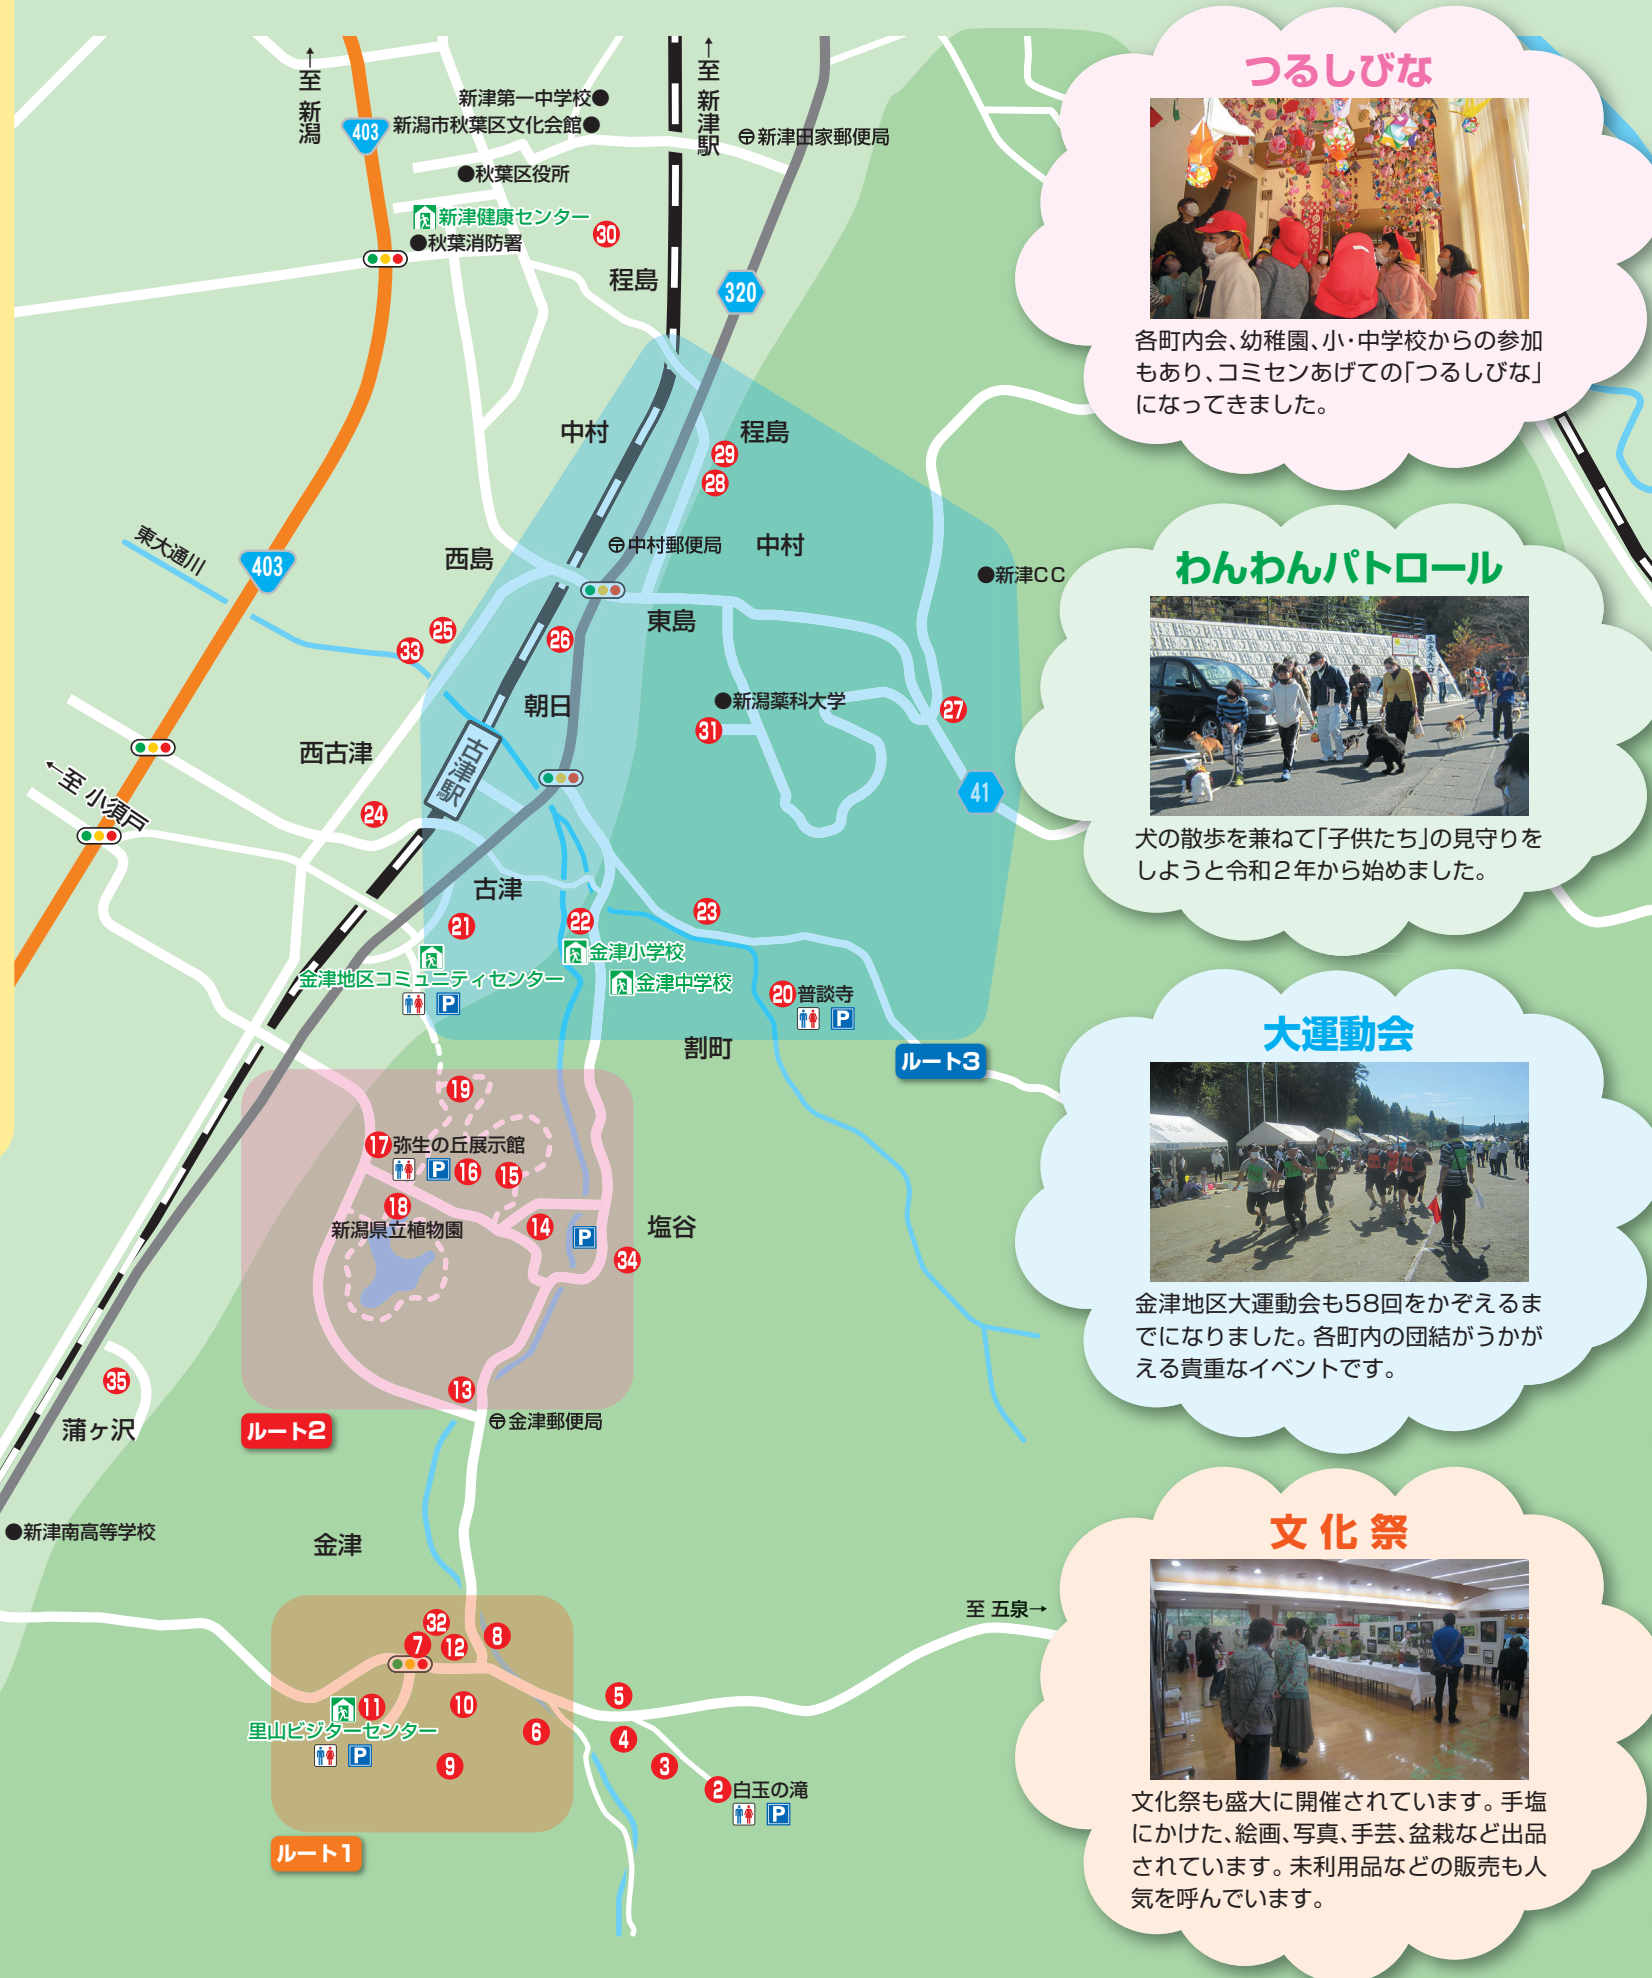 ↑至 新潟
403
新津第一中学校●
新潟市秋葉区文化会館●
↑至 新津駅
新津田家郵便局
●秋葉区役所
新津健康センター
●秋葉消防署
30
程島
320
中村
程島
29
28
中村郵便局
中村
東大通川
403
西島
●新津CC
東島
25
33
26
朝日
●新潟薬科大学
31
27
西古津
古津駅
41
←至 小須戸
24
古津
21
22
23
金津小学校
金津地区コミュニティセンター
P
金津中学校
20 普談寺
P
割町
ルート3
19
17 弥生の丘展示館
P
16
15
18
新潟県立植物園
14
P
塩谷
34
35
13
蒲ヶ沢
ルート2
金津郵便局
●新津南高等学校
金津
至 五泉→
32
7
12
8
11
里山ビジターセンター
P
10
6
9
5
4
3
2 白玉の滝
P
ルート1
つるしびな
各町内会、幼稚園、小・中学校からの参加
もあり、コミセンあげての「つるしびな」
になってきました。
わんわんパトロール
犬の散歩を兼ねて「子供たち」の見守りを
しようと令和2年から始めました。
大運動会
金津地区大運動会も58回をかぞえるま
でになりました。各町内の団結がうかが
える貴重なイベントです。
文化祭
文化祭も盛大に開催されています。手塩
にかけた、絵画、写真、手芸、盆栽など出品
されています。未利用品などの販売も人
気を呼んでいます。